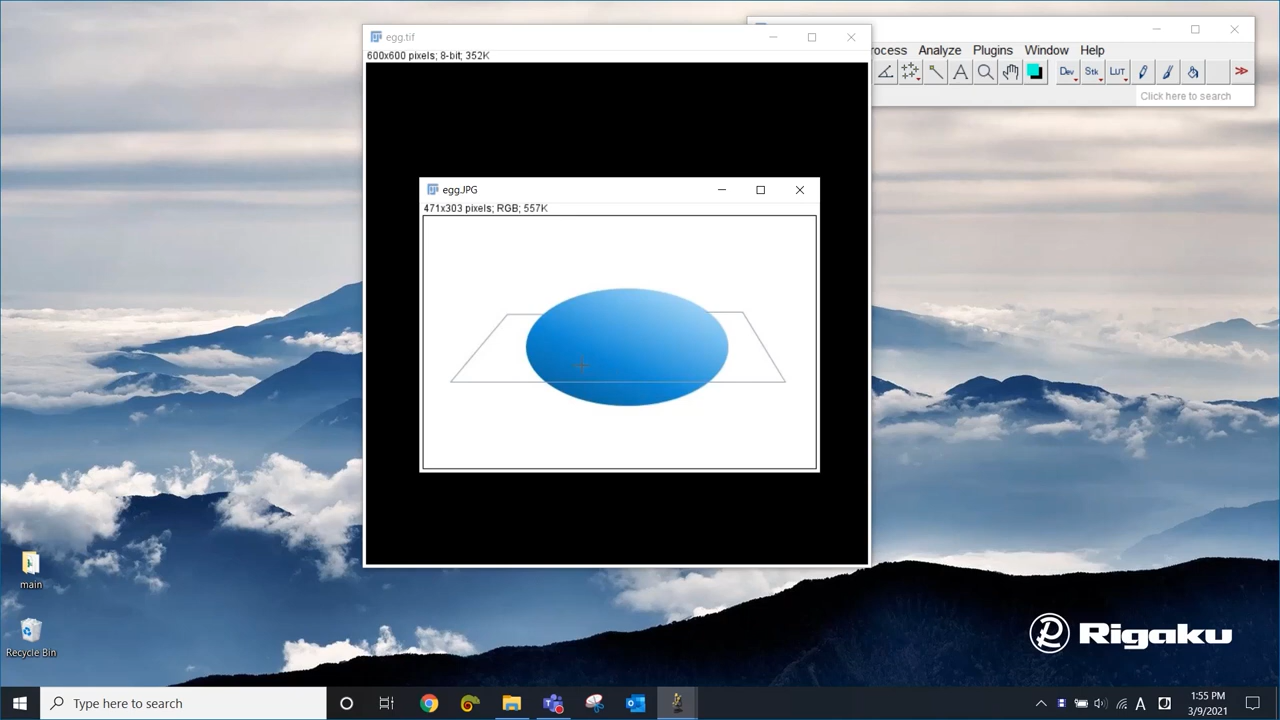 egg.tif
600x600 pixels; 8-bit; 352K
rocess Analyze Plugins Window Help
Dev Stk LUT
Click here to search
egg.JPG
471x303 pixels; RGB; 557K
main
Recycle Bin
Rigaku
Type here to search
A
1:55 PM
3/9/2021